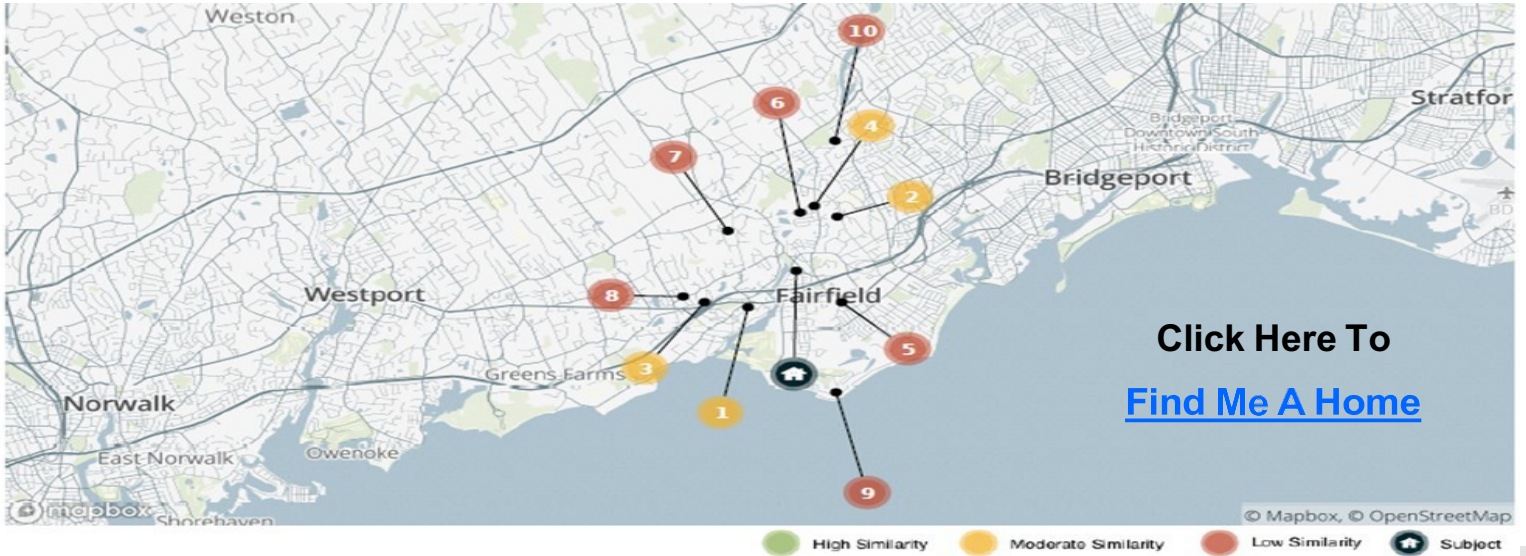 Weston
10
6
4
Stratfor
Bridgeport
Downtown South
Historic District
7
Bridgeport
2
BD
Westport
8
Fairfield
Click Here To
5
Greens Farms
3
Find Me A Home
Norwalk
1
East Norwalk
Owenoke
9
mapbox
© Mapbox, © OpenStreetMap
Shorehaven
High Similarity
Moderate Similarity
Low Similarity
Subject